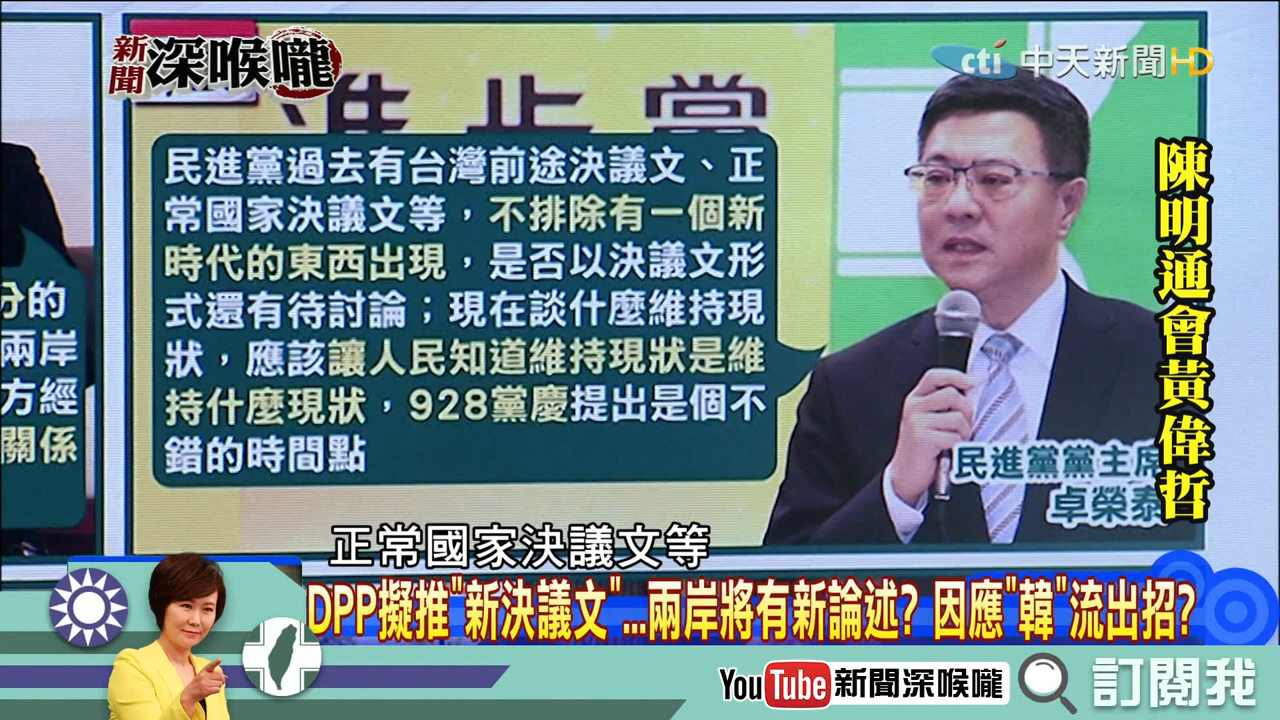 新聞
深喉嚨
cti 中天新聞HD
進步黨
民進黨過去有台灣前途決議文、正
常國家決議文等，不排除有一個新
時代的東西出現，是否以決議文形
式還有待討論；現在談什麼維持現
狀，應該讓人民知道維持現狀是維
持什麼現狀，928黨慶提出是個不
錯的時間點
分的
兩岸
方經
關係
民進黨黨主席
卓榮泰
陳明通會黃偉哲
正常國家決議文等
DPP擬推"新決議文"...兩岸將有新論述? 因應"韓"流出招?
YouTube 新聞深喉嚨
訂閱我